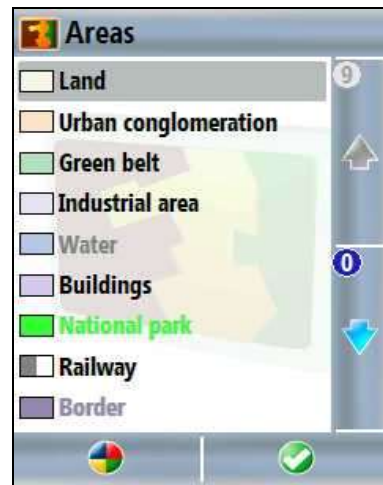 Areas
Land
9
Urban conglomeration
Green belt
Industrial area
Water
0
Buildings
National park
Railway
Border